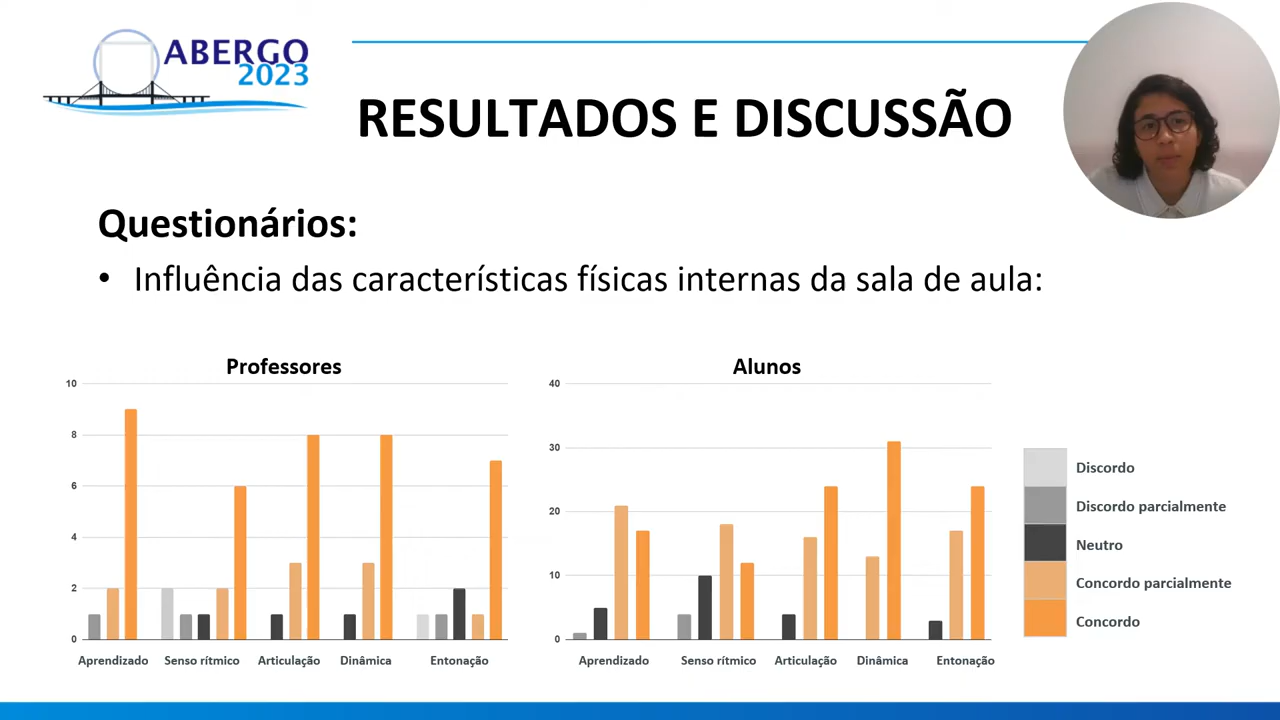 ABERGO
2023
RESULTADOS E DISCUSSÃO
Questionários:
• Influência das características físicas internas da sala de aula:
Professores
10
8
6
4
2
0
Aprendizado Senso rítmico Articulação Dinâmica Entonação
Alunos
40
30
20
10
0
Aprendizado Senso rítmico Articulação Dinâmica Entonação
Discordo
Discordo parcialmente
Neutro
Concordo parcialmente
Concordo